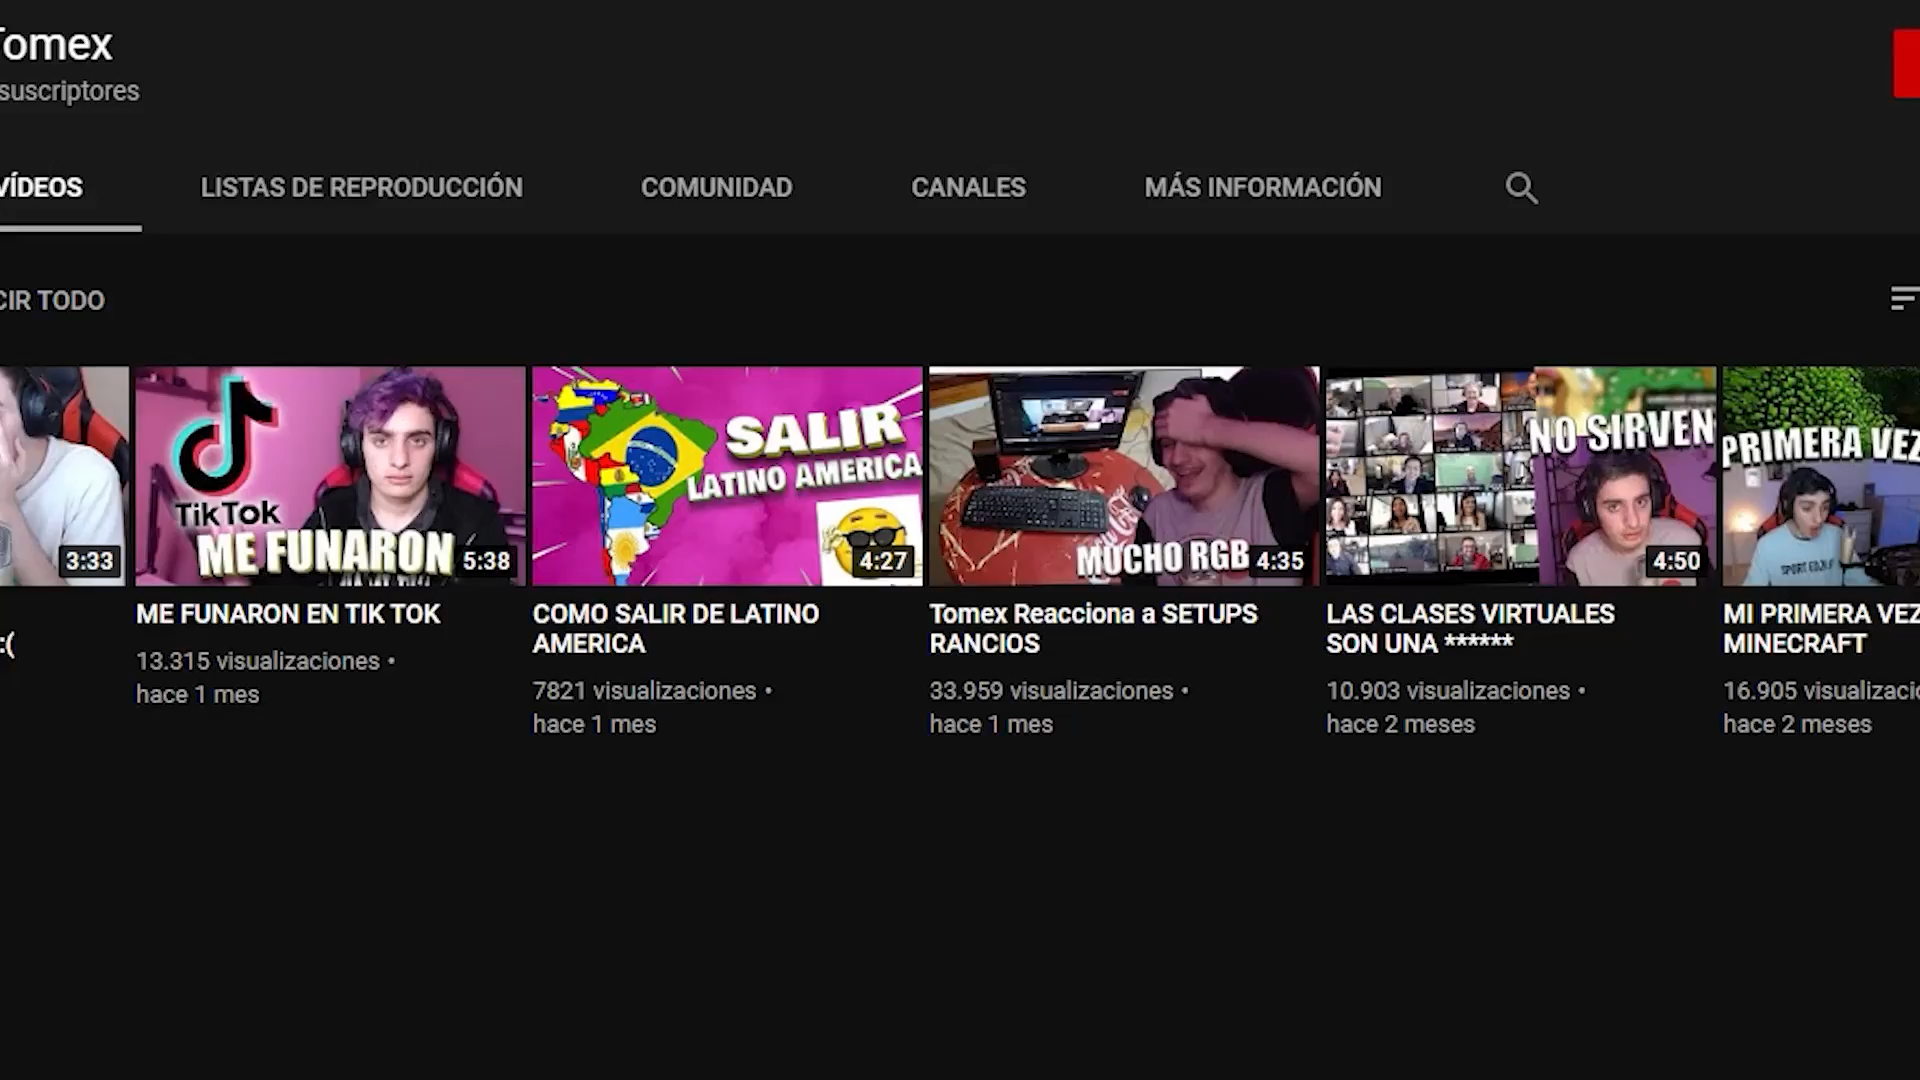 Tomex
suscriptores
VÍDEOS
LISTAS DE REPRODUCCIÓN
COMUNIDAD
CANALES
MÁS INFORMACIÓN
CIR TODO
3:33
TikTok
ME FUNARON
5:38
SALIR
LATINO AMERICA
4:27
MUCHO RGB
4:35
NO SIRVEN
4:50
PRIMERA VEZ
:(
ME FUNARON EN TIK TOK
13.315 visualizaciones •
hace 1 mes
COMO SALIR DE LATINO
AMERICA
7821 visualizaciones •
hace 1 mes
Tomex Reacciona a SETUPS
RANCIOS
33.959 visualizaciones •
hace 1 mes
LAS CLASES VIRTUALES
SON UNA ******
10.903 visualizaciones •
hace 2 meses
MI PRIMERA VEZ
MINECRAFT
16.905 visualizaci
hace 2 meses